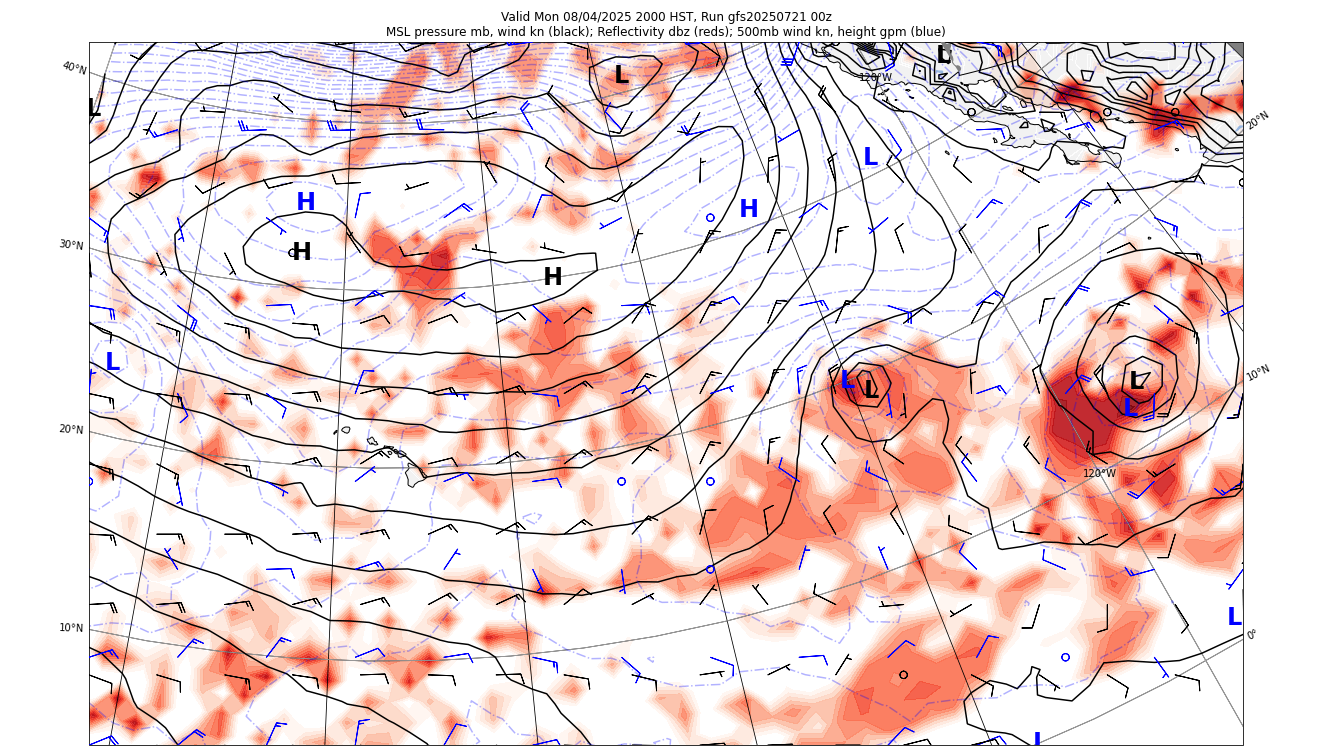 Valid Mon 08/04/2025 2000 HST, Run gfs20250721 00z
MSL pressure mb, wind kn (black); Reflectivity dbz (reds); 500mb wind kn, height gpm (blue)
L
L
40°N
120°W
L
20°N
L
H
H
30°N
H
H
L
L
L
10°N
L
L
20°N
120°W
10°N
L
0°
L